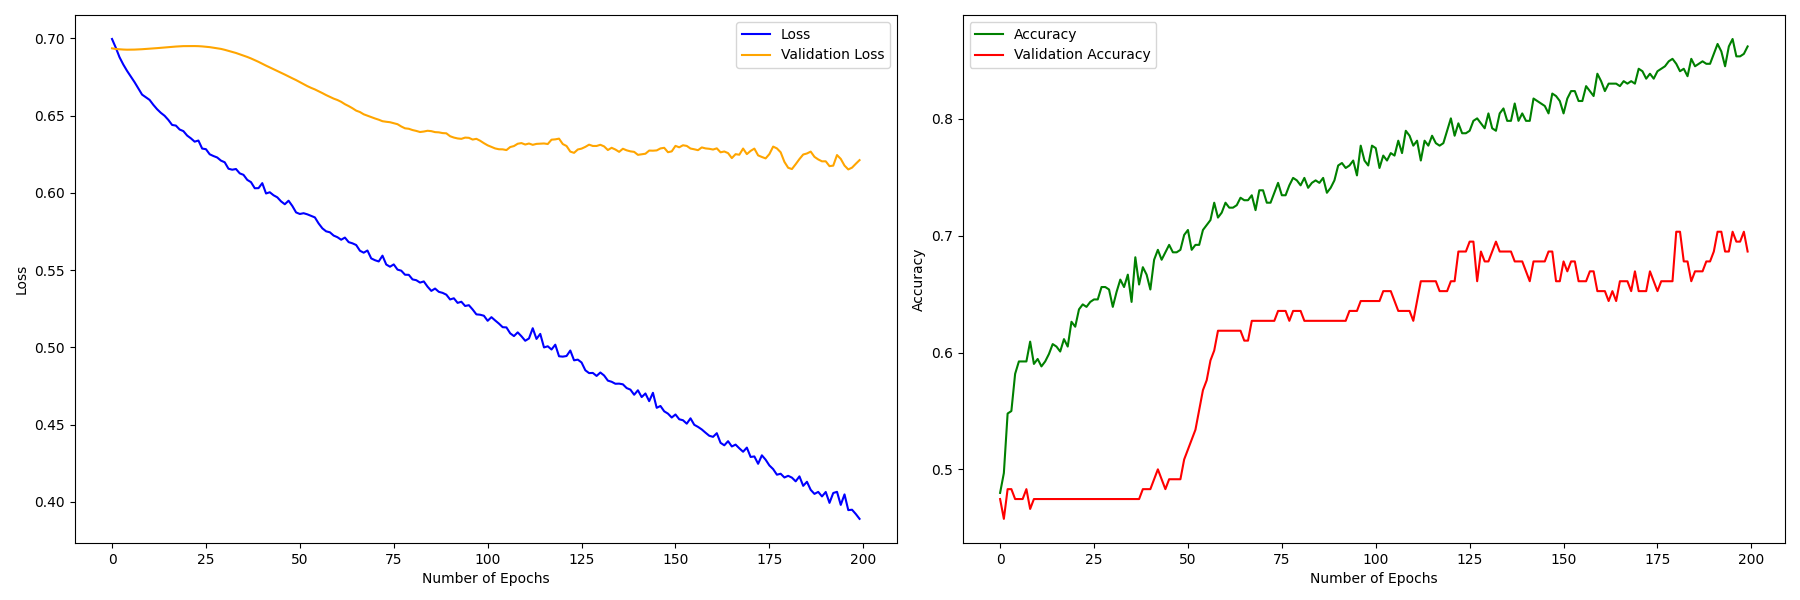 0.70
0.65
0.60
0.55
0.50
0.45
0.40
Loss
Loss
Validation Loss
0 25 50 75 100 125 150 175 200
Number of Epochs
0.8
0.7
0.6
0.5
Accuracy
Accuracy
Validation Accuracy
0 25 50 75 100 125 150 175 200
Number of Epochs